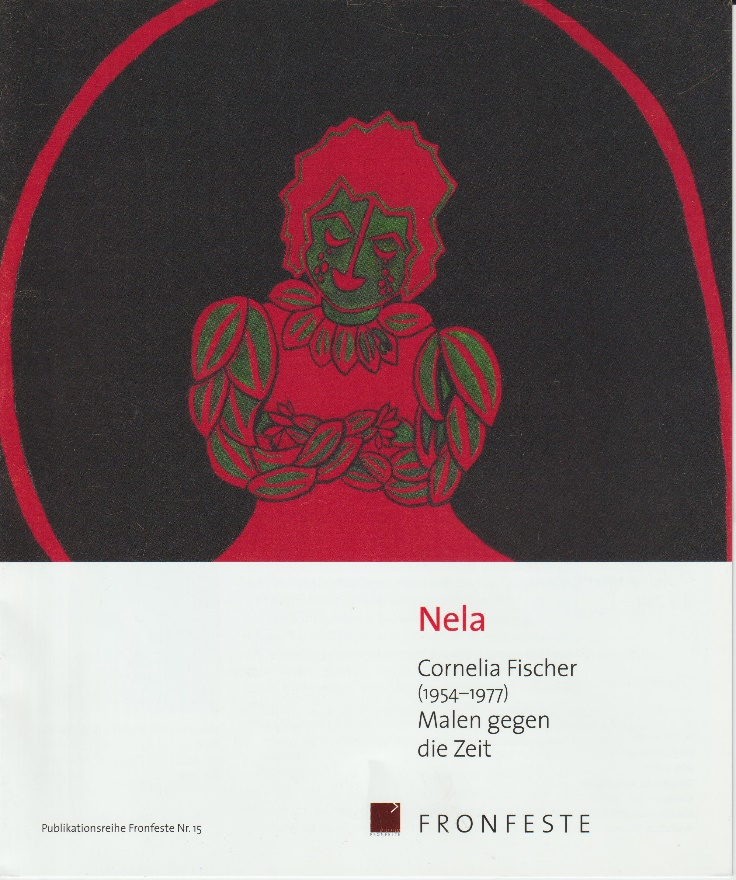 Nela
Cornelia Fischer
(1954–1977)
Malen gegen
die Zeit
Publikationsreihe Fronfeste Nr. 15
FRONFESTE